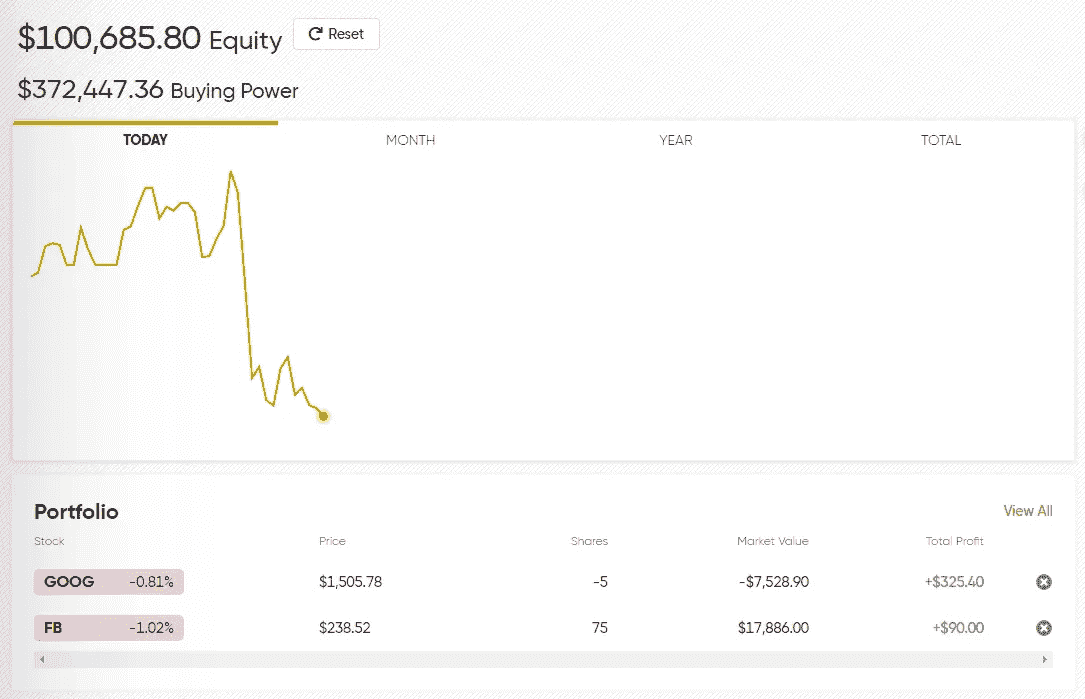 $100,685.80 Equity Reset
$372,447.36 Buying Power
TODAY MONTH YEAR TOTAL
Portfolio View All
Stock Price Shares Market Value Total Profit
GOOG -0.81% $1,505.78 -5 -$7,528.90 +$325.40
FB -1.02% $238.52 75 $17,886.00 +$90.00